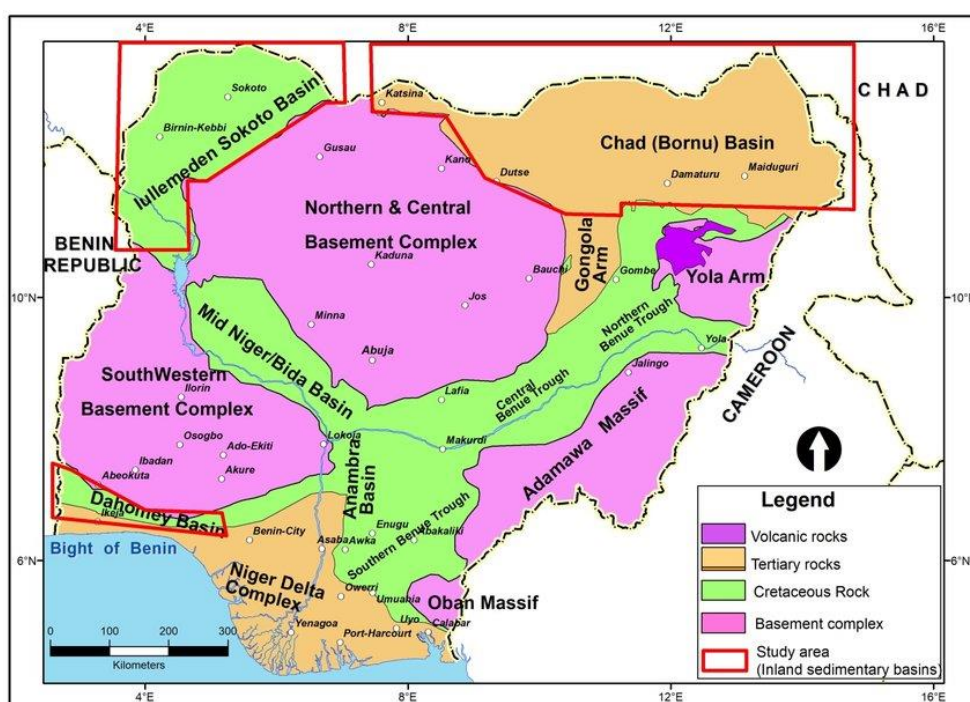 4°E
8°E
12°E
16°E
CHAD
Sokoto
Katsina
Iullemeden Sokoto Basin
Birnin-Kebbi
Chad (Bornu) Basin
Gusau
Kano
Dutse
Damaturu
Maiduguri
Northern & Central
Basement Complex
BENIN
REPUBLIC
Kaduna
Gongola
Arm
Bauchi
Gombe
Yola Arm
10°N
10°N
Jos
Minna
Mid Niger/Bida Basin
Northern
Benue Trough
Abuja
Yola
SouthWestern
Ilorin
Basement Complex
Lafia
Central
Benue Trough
Jalingo
CAMEROON
Adamawa Massif
Osogbo
Ado-Ekiti
Lokoja
Makurdi
Ibadan
Abeokuta
Akure
Anambra
Basin
Dahomey Basin
Ikeja
Benin-City
Enugu
Abakaliki
Asaba
Awka
Southern Benue Trough
Bight of Benin
6°N
6°N
Niger Delta
Complex
Owerri
Umuahia
Oban Massif
Uyo
Calabar
Yenagoa
Port-Harcourt
0 50 100 200 300
Kilometers
Legend
Volcanic rocks
Tertiary rocks
Cretaceous Rock
Basement complex
Study area
(Inland sedimentary basins)
4°E
8°E
12°E
16°E